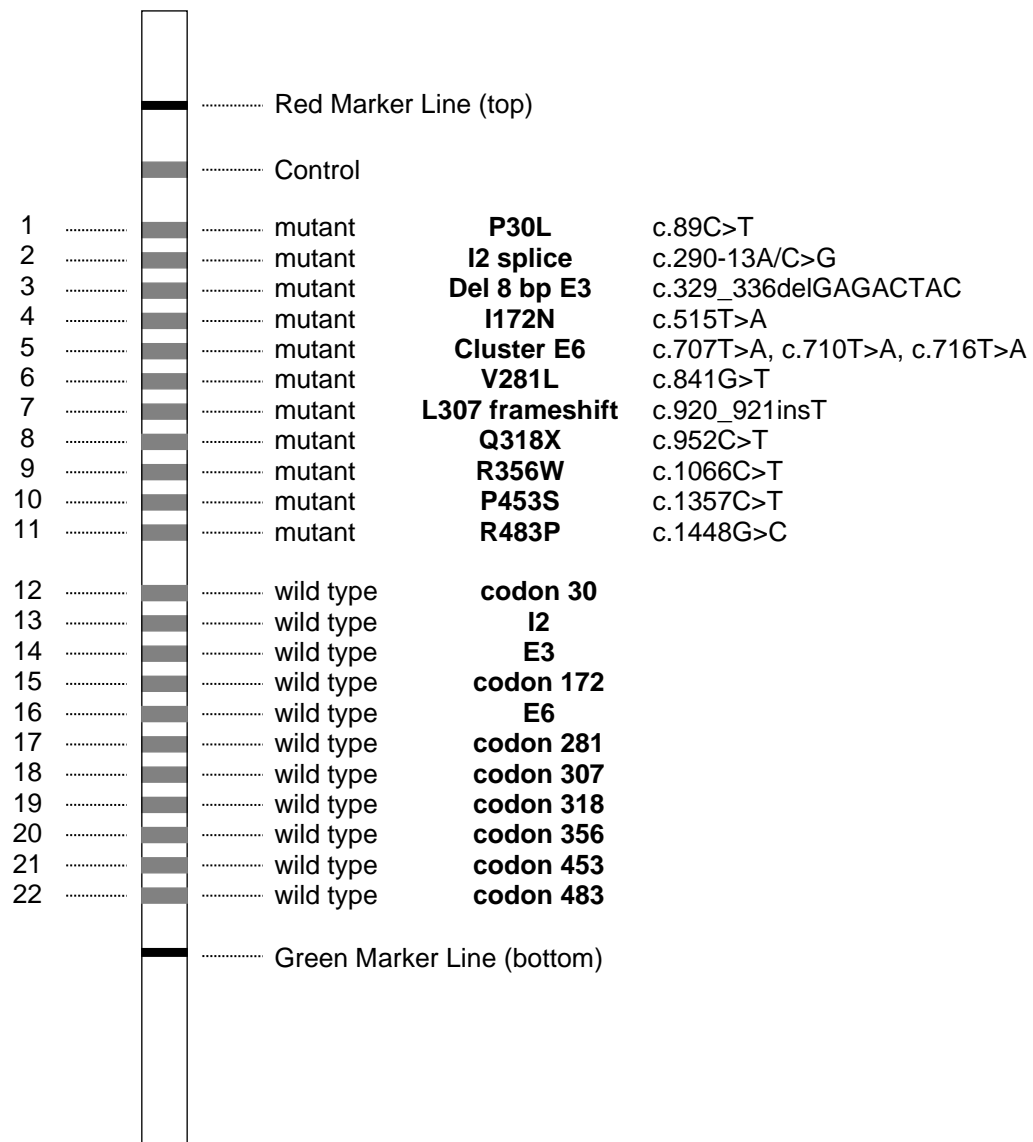 Red Marker Line (top)
Control
1 mutant P30L c.89C>T
2 mutant I2 splice c.290-13A/C>G
3 mutant Del 8 bp E3 c.329_336delGAGACTAC
4 mutant I172N c.515T>A
5 mutant Cluster E6 c.707T>A, c.710T>A, c.716T>A
6 mutant V281L c.841G>T
7 mutant L307 frameshift c.920_921insT
8 mutant Q318X c.952C>T
9 mutant R356W c.1066C>T
10 mutant P453S c.1357C>T
11 mutant R483P c.1448G>C
12 wild type codon 30
13 wild type I2
14 wild type E3
15 wild type codon 172
16 wild type E6
17 wild type codon 281
18 wild type codon 307
19 wild type codon 318
20 wild type codon 356
21 wild type codon 453
22 wild type codon 483
Green Marker Line (bottom)